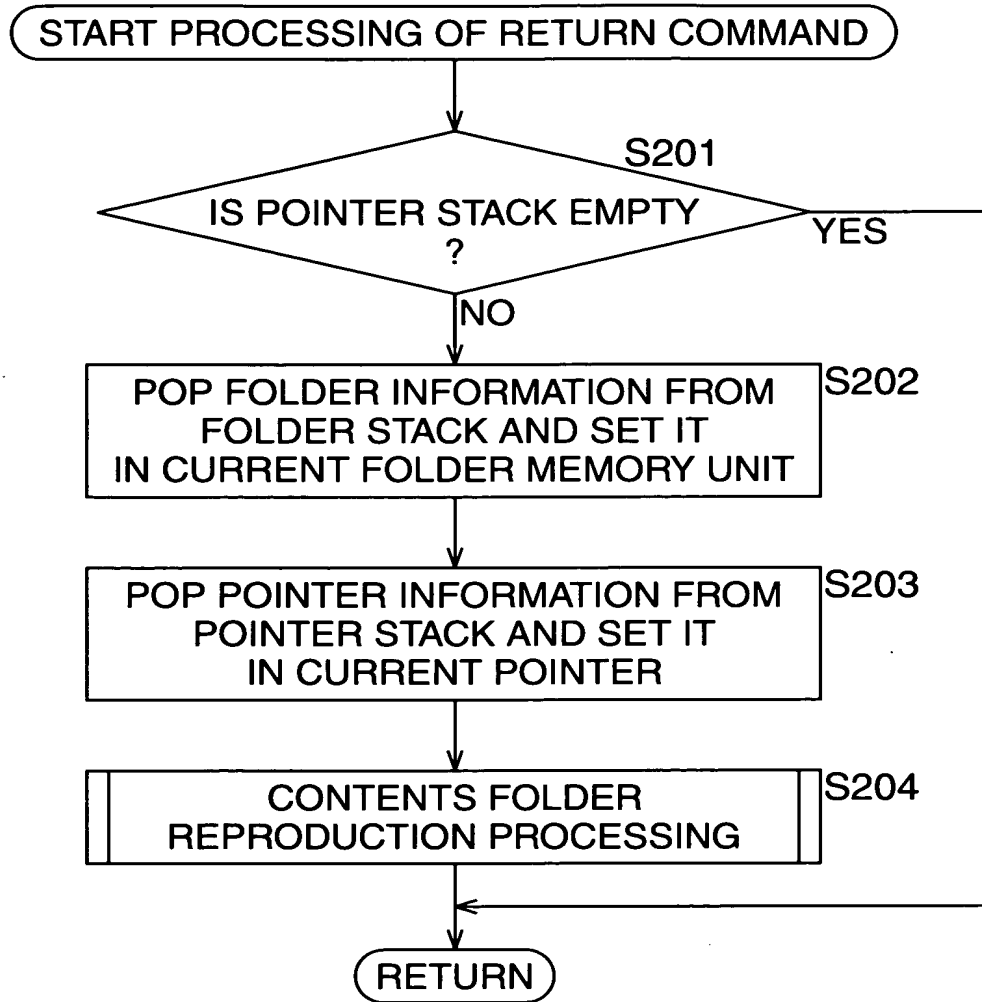 START PROCESSING OF RETURN COMMAND
S201
IS POINTER STACK EMPTY
?
YES
NO
S202
POP FOLDER INFORMATION FROM
FOLDER STACK AND SET IT
IN CURRENT FOLDER MEMORY UNIT
S203
POP POINTER INFORMATION FROM
POINTER STACK AND SET IT
IN CURRENT POINTER
S204
CONTENTS FOLDER
REPRODUCTION PROCESSING
RETURN